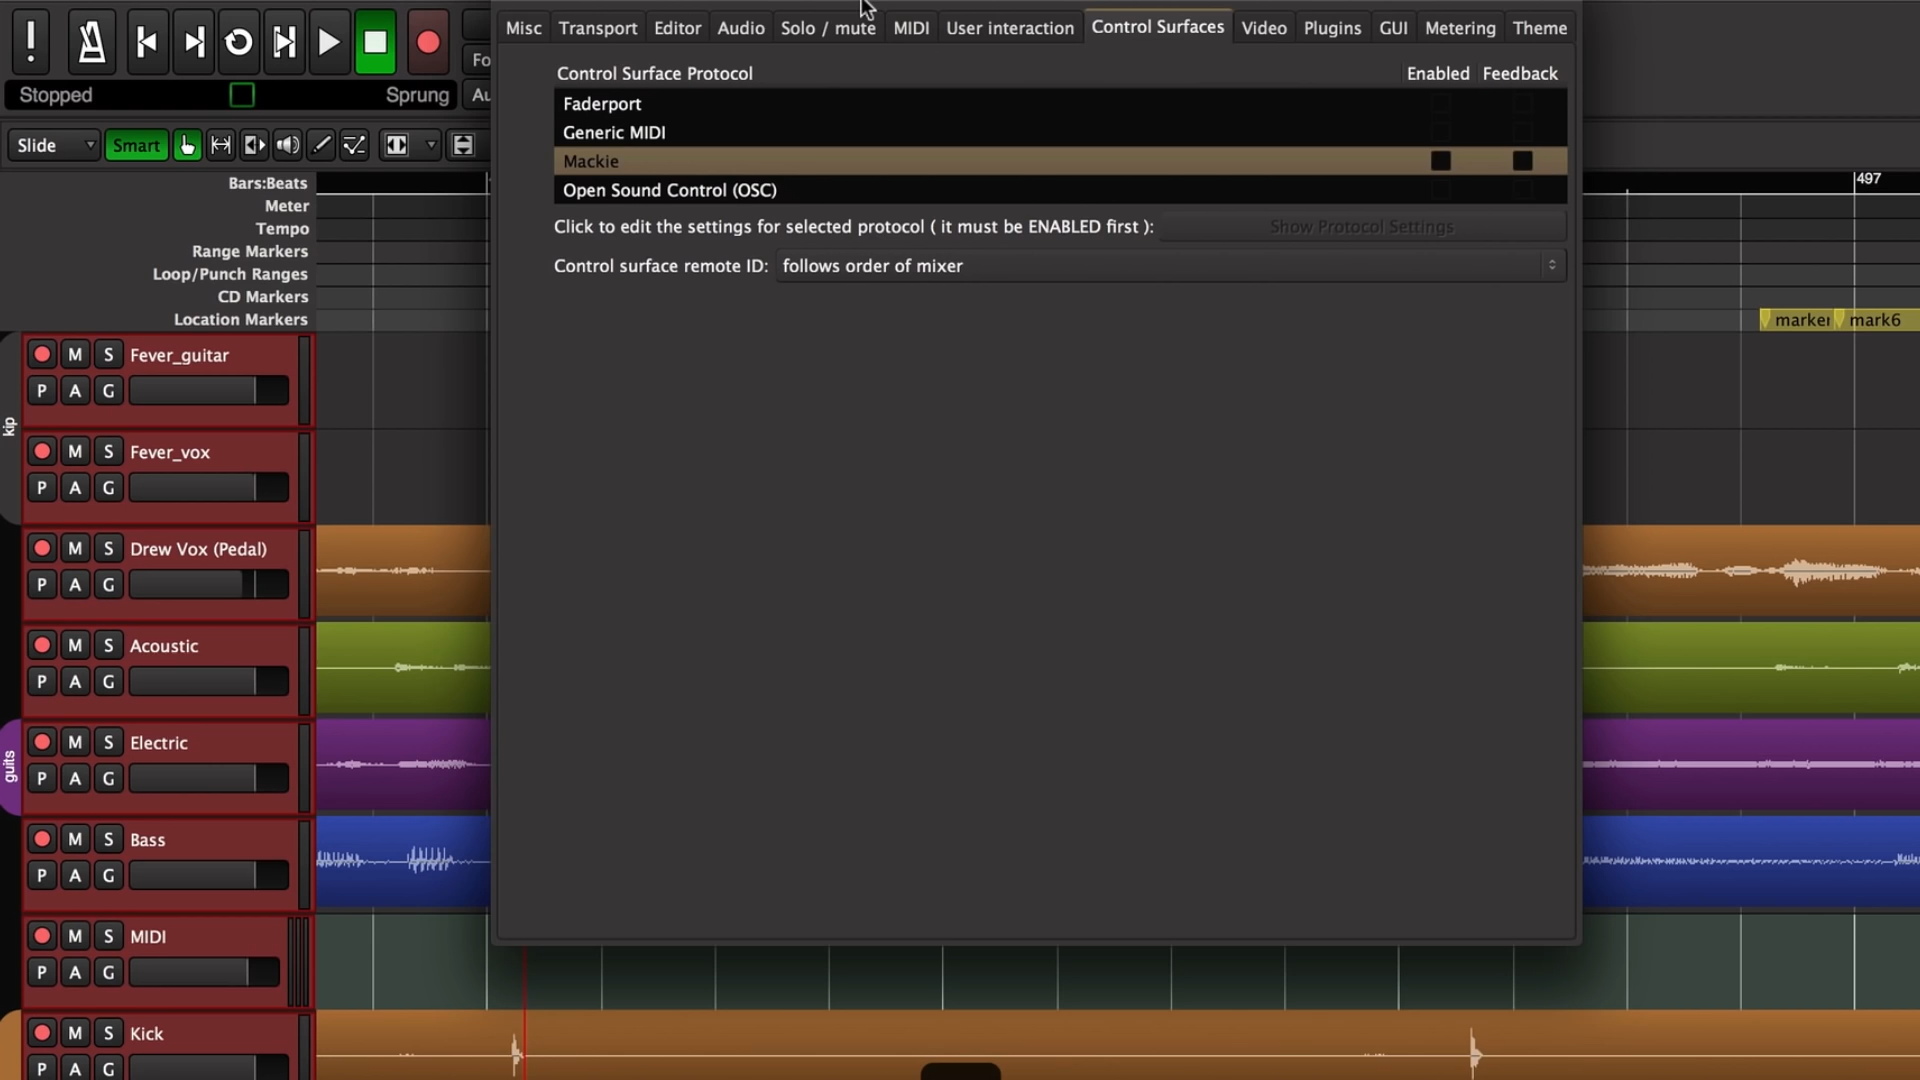 Misc Transport Editor Audio Solo / mute MIDI User interaction Control Surfaces Video Plugins GUI Metering Theme
Fo
Stopped Sprung Au
Control Surface Protocol Enabled Feedback
Faderport
Generic MIDI
Mackie
Open Sound Control (OSC)
Click to edit the settings for selected protocol ( it must be ENABLED first ): Show Protocol Settings
Control surface remote ID: follows order of mixer
Slide Smart
Bars:Beats
497
Meter
Tempo
Range Markers
Loop/Punch Ranges
CD Markers
Location Markers
marker mark6
kip
M S Fever_guitar
P A G
M S Fever_vox
P A G
M S Drew Vox (Pedal)
P A G
M S Acoustic
P A G
guits
M S Electric
P A G
M S Bass
P A G
M S MIDI
P A G
M S Kick
P A G